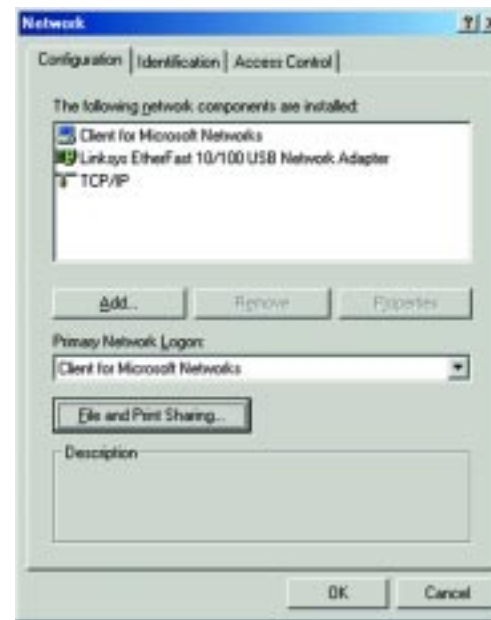 Network
Configuration Identification Access Control
The following network components are installed:
Client for Microsoft Networks
Linksys EtherFast 10/100 USB Network Adapter
TCP/IP
Add... Remove Properties
Primary Network Logon:
Client for Microsoft Networks
File and Print Sharing...
Description
OK Cancel